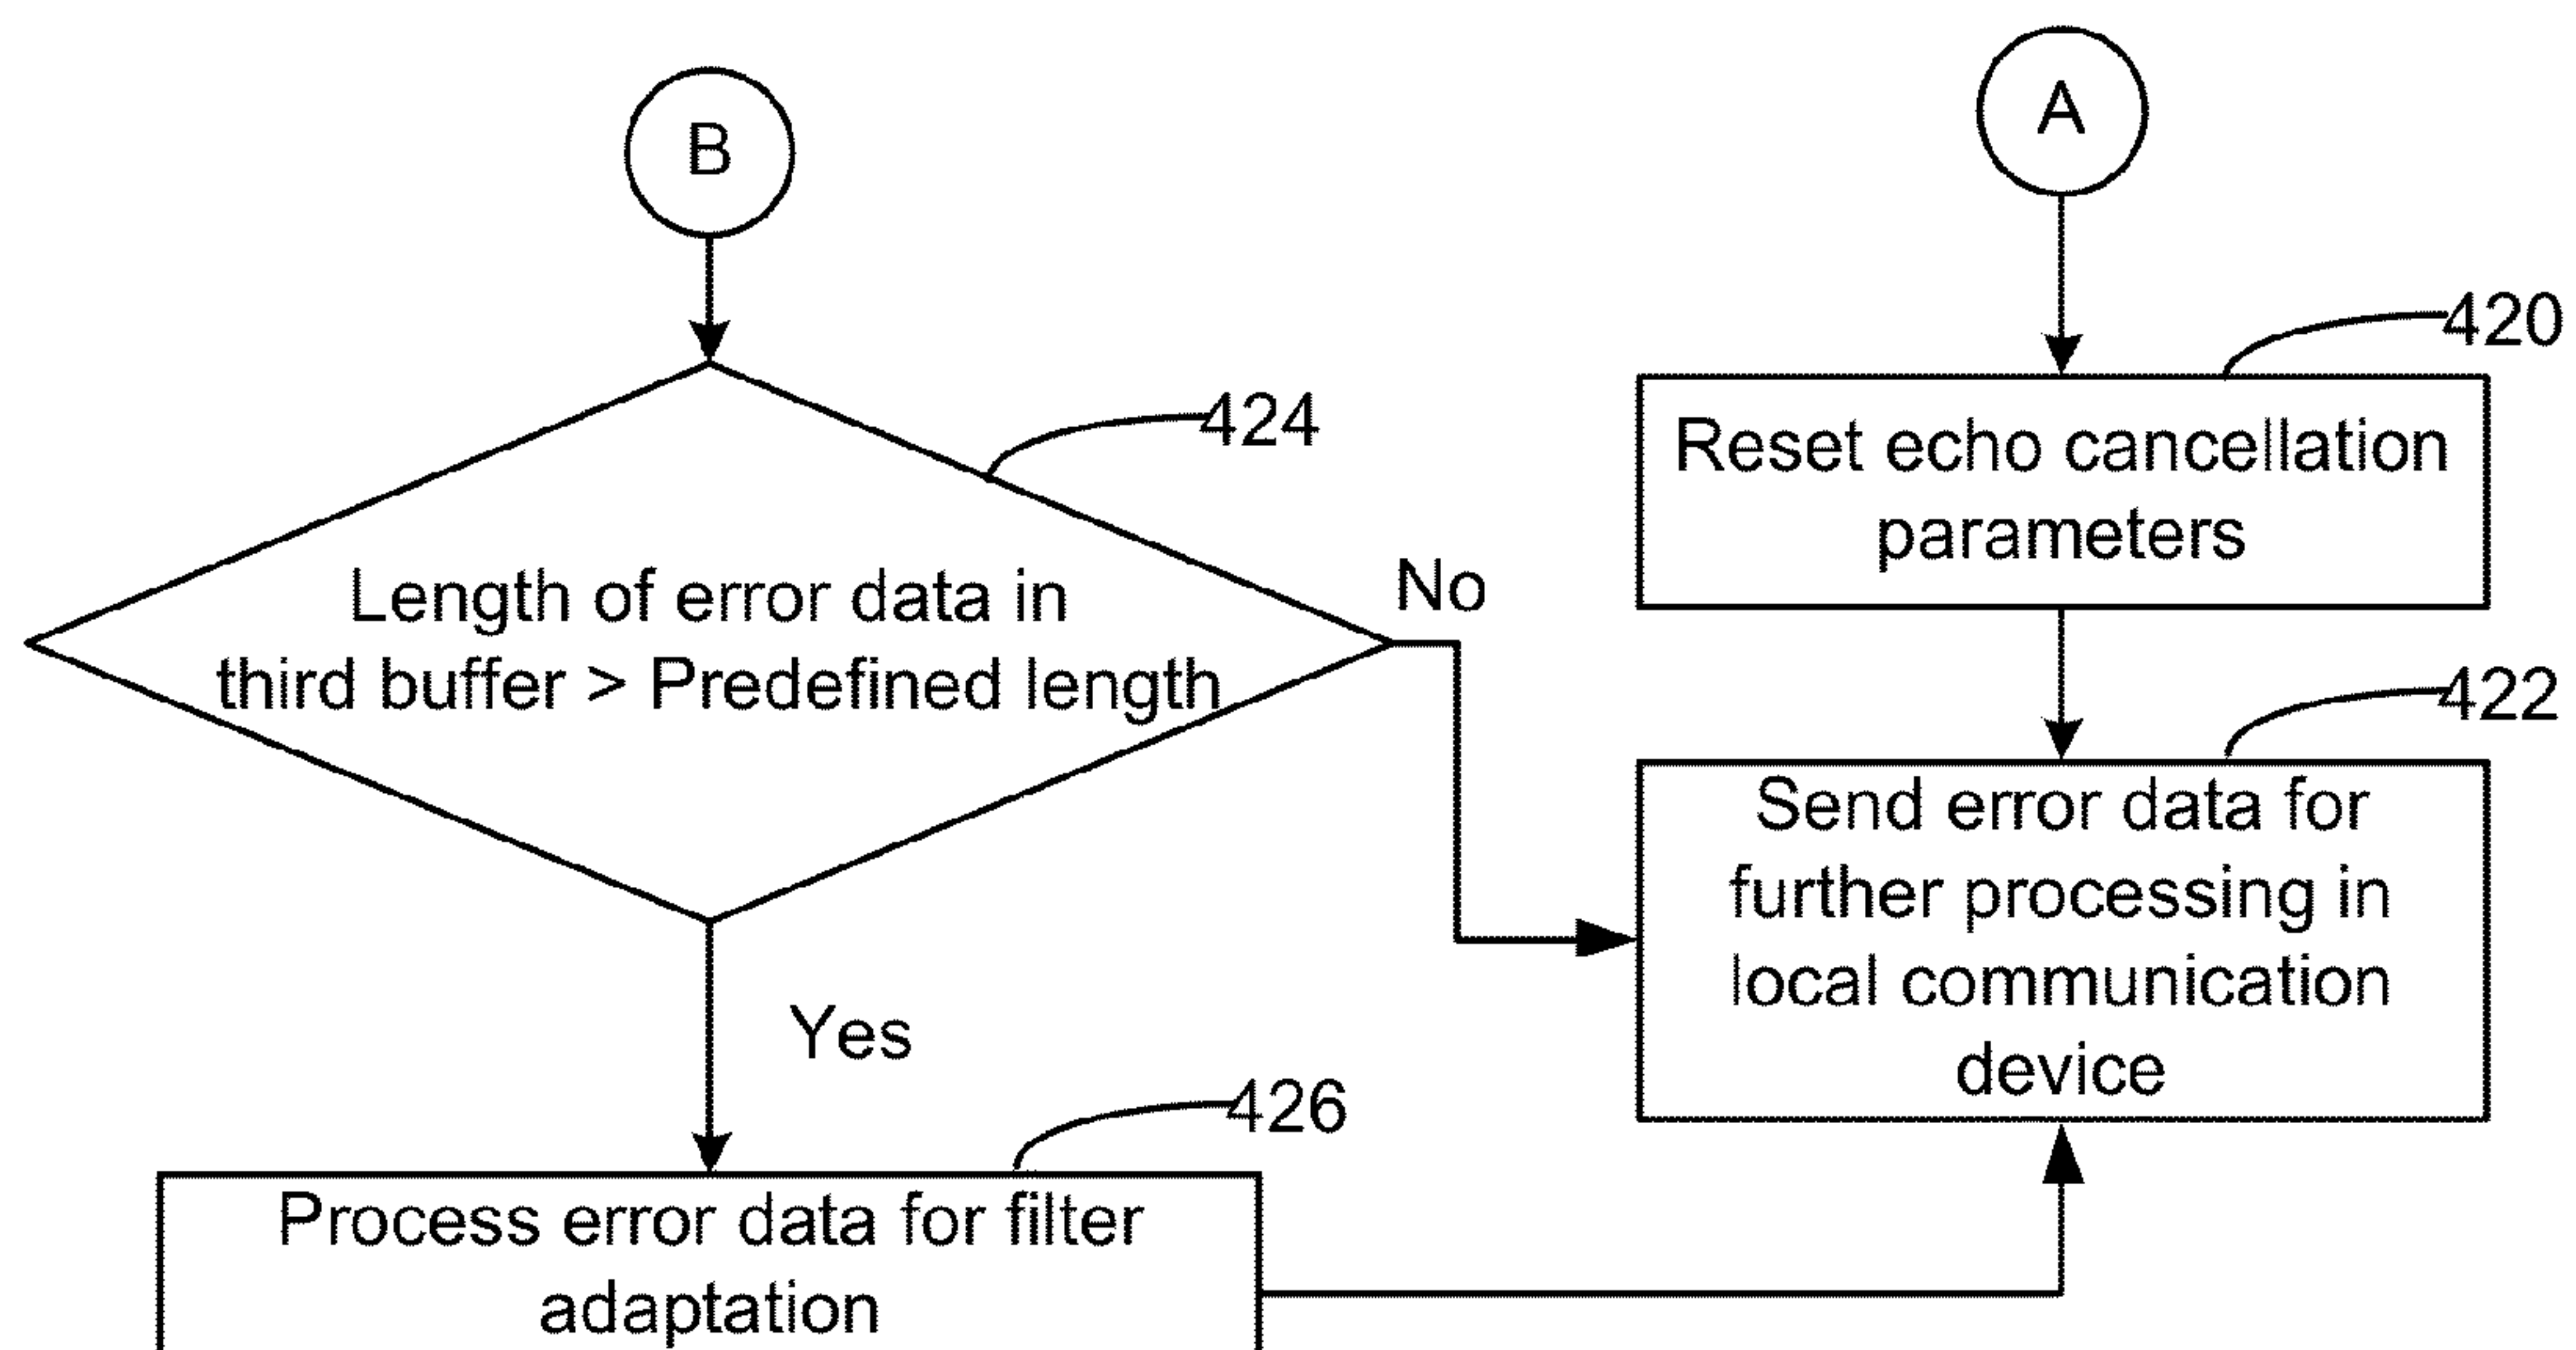 B
A
420
424
Reset echo cancellation
parameters
Length of error data in
third buffer > Predefined length
No
422
Send error data for
further processing in
local communication
device
Yes
426
Process error data for filter
adaptation